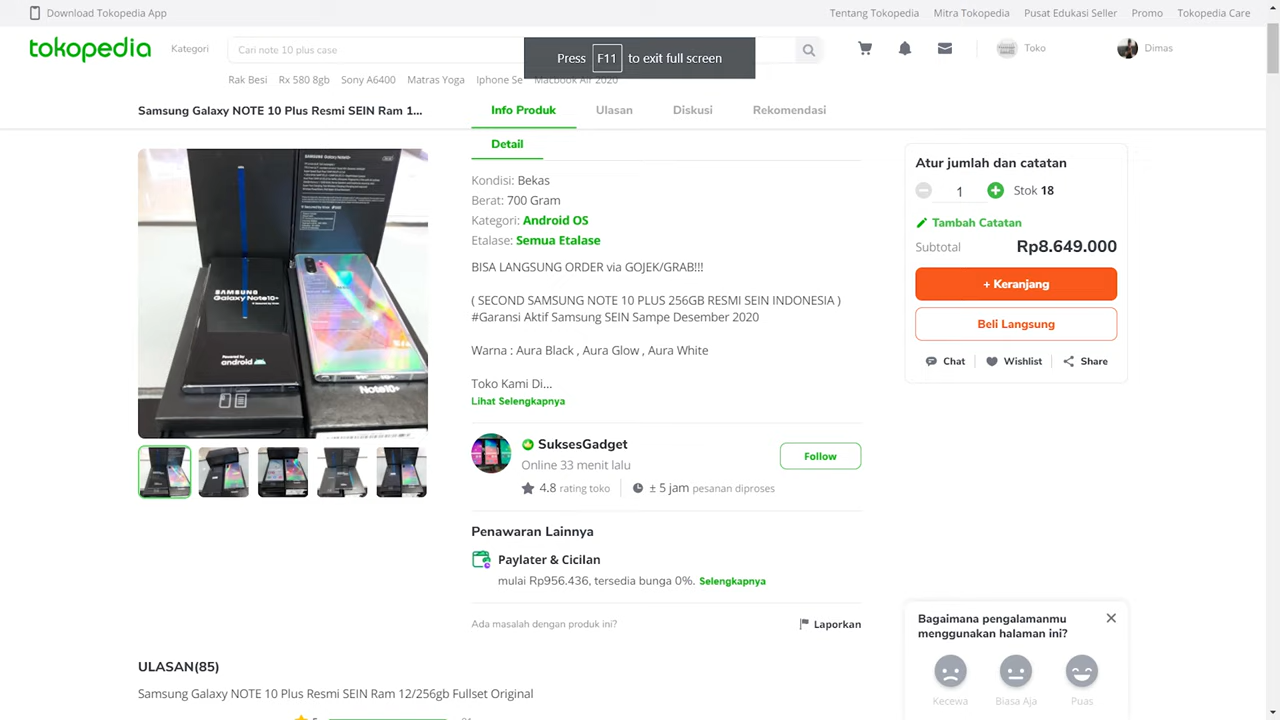 Download Tokopedia App
Tentang Tokopedia Mitra Tokopedia Pusat Edukasi Seller Promo Tokopedia Care
tokopedia
Kategori
Cari note 10 plus case
Press F11 to exit full screen
Toko
Dimas
Rak Besi Rx 580 8gb Sony A6400 Matras Yoga Iphone Se Macbook Air 2020
Samsung Galaxy NOTE 10 Plus Resmi SEIN Ram 1...
Info Produk Ulasan Diskusi Rekomendasi
Detail
Kondisi: Bekas
Berat: 700 Gram
Kategori: Android OS
Etalase: Semua Etalase
BISA LANGSUNG ORDER via GOJEK/GRAB!!!
( SECOND SAMSUNG NOTE 10 PLUS 256GB RESMI SEIN INDONESIA )
#Garansi Aktif Samsung SEIN Sampe Desember 2020
Warna : Aura Black , Aura Glow , Aura White
Toko Kami Di...
Lihat Selengkapnya
SAMSUNG
Galaxy Note10+
Powered by
android
Note10+
Atur jumlah dan catatan
1 Stok 18
Tambah Catatan
Subtotal Rp8.649.000
+ Keranjang
Beli Langsung
Chat Wishlist Share
SuksesGadget
Online 33 menit lalu
Follow
4.8 rating toko ± 5 jam pesanan diproses
Penawaran Lainnya
Paylater & Cicilan
mulai Rp956.436, tersedia bunga 0%. Selengkapnya
Ada masalah dengan produk ini? Laporkan
ULASAN(85)
Samsung Galaxy NOTE 10 Plus Resmi SEIN Ram 12/256gb Fullset Original
Bagaimana pengalamanmu
menggunakan halaman ini?
Kecewa Biasa Aja Puas